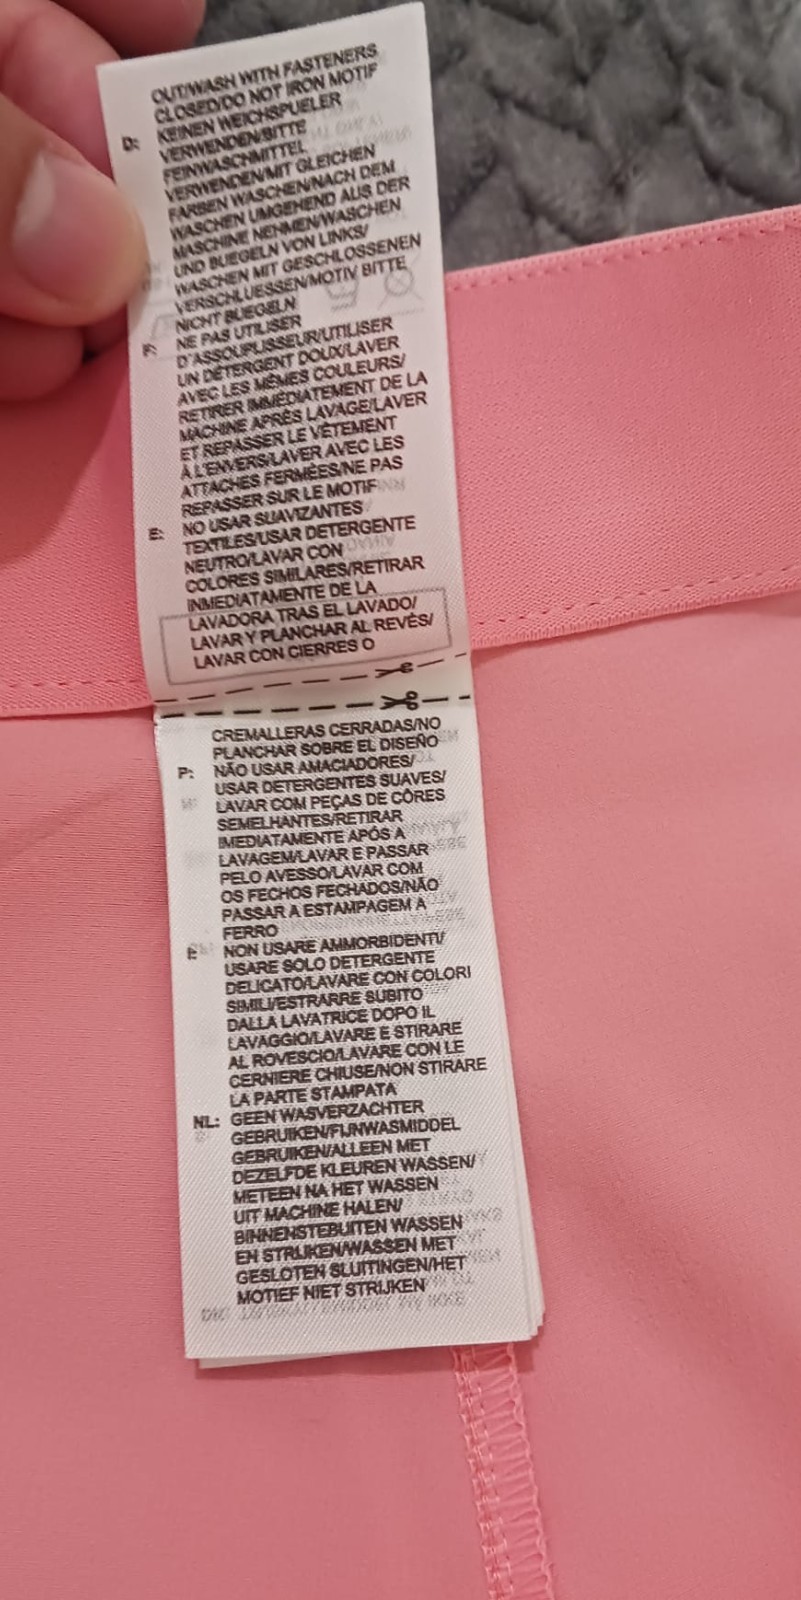 OUT/WASH WITH FASTENERS
CLOSED/DO NOT IRON MOTIF
D: KEINEN WEICHSPUELER
VERWENDEN/BITTE
FEINWASCHMITTEL
VERWENDEN/MIT GLEICHEN
FARBEN WASCHEN/NACH DEM
WASCHEN UMGEHEND AUS DER
MASCHINE NEHMEN/WASCHEN
UND BUEGELN VON LINKS/
WASCHEN MIT GESCHLOSSENEN
VERSCHLUESSEN/MOTIV BITTE
NICHT BUEGELN
F: NE PAS UTILISER
D'ASSOUPLISSEUR/UTILISER
UN DÉTERGENT DOUX/LAVER
AVEC LES MÊMES COULEURS/
RETIRER IMMÉDIATEMENT DE LA
MACHINE APRÈS LAVAGE/LAVER
ET REPASSER LE VÊTEMENT
À L'ENVERS/LAVER AVEC LES
ATTACHES FERMÉES/NE PAS
REPASSER SUR LE MOTIF
E: NO USAR SUAVIZANTES
TEXTILES/USAR DETERGENTE
NEUTRO/LAVAR CON
COLORES SIMILARES/RETIRAR
INMEDIATAMENTE DE LA
LAVADORA TRAS EL LAVADO/
LAVAR Y PLANCHAR AL REVÉS/
LAVAR CON CIERRES O
CREMALLERAS CERRADAS/NO
PLANCHAR SOBRE EL DISEÑO
P: NÃO USAR AMACIADORES/
USAR DETERGENTES SUAVES/
LAVAR COM PEÇAS DE CÔRES
SEMELHANTES/RETIRAR
IMEDIATAMENTE APÓS A
LAVAGEM/LAVAR E PASSAR
PELO AVESSO/LAVAR COM
OS FECHOS FECHADOS/NÃO
PASSAR A ESTAMPAGEM A
FERRO
NON USARE AMMORBIDENTI/
USARE SOLO DETERGENTE
DELICATO/LAVARE CON COLORI
SIMILI/ESTRARRE SUBITO
DALLA LAVATRICE DOPO IL
LAVAGGIO/LAVARE E STIRARE
AL ROVESCIO/LAVARE CON LE
CERNIERE CHIUSE/NON STIRARE
LA PARTE STAMPATA
NL: GEEN WASVERZACHTER
GEBRUIKEN/FIJNWASMIDDEL
GEBRUIKEN/ALLEEN MET
DEZELFDE KLEUREN WASSEN/
METEEN NA HET WASSEN
UIT MACHINE HALEN/
BINNENSTEBUITEN WASSEN
EN STRIJKEN/WASSEN MET
GESLOTEN SLUITINGEN/HET
MOTIEF NIET STRIJKEN